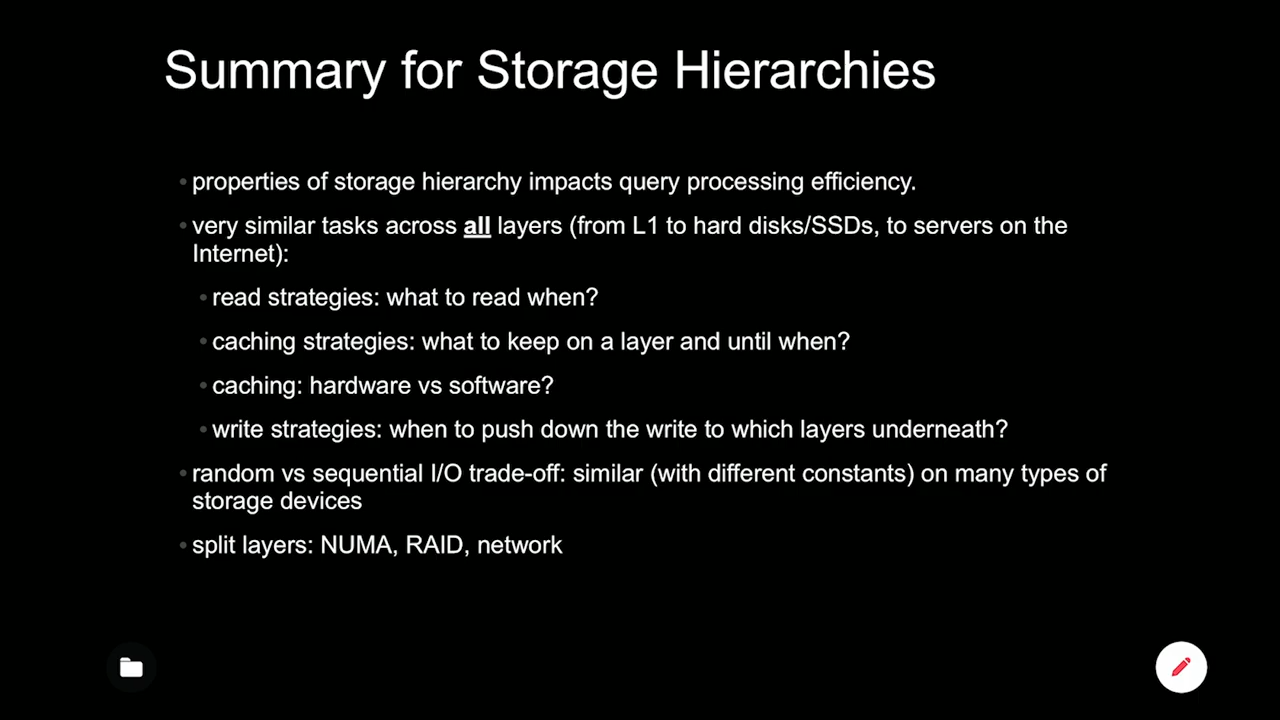 Summary for Storage Hierarchies
properties of storage hierarchy impacts query processing efficiency.
very similar tasks across all layers (from L1 to hard disks/SSDs, to servers on the
Internet):
read strategies: what to read when?
caching strategies: what to keep on a layer and until when?
caching: hardware vs software?
write strategies: when to push down the write to which layers underneath?
random vs sequential I/O trade-off: similar (with different constants) on many types of
storage devices
split layers: NUMA, RAID, network